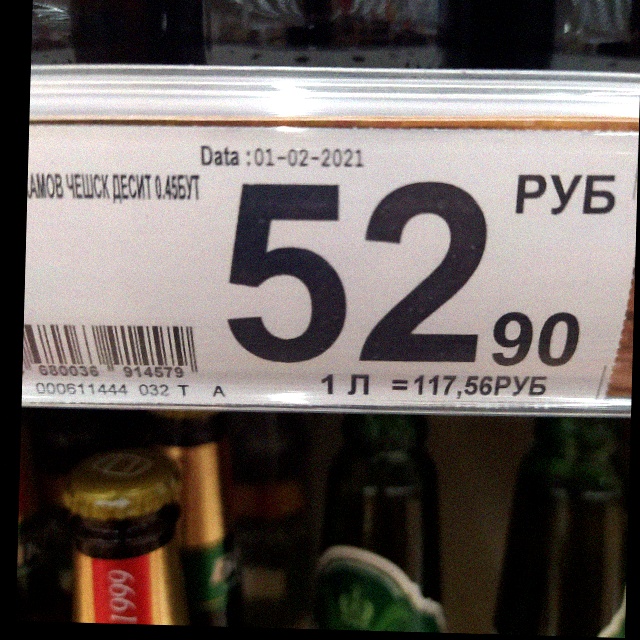 Data :01-02-2021
ДЕСИТ 0.45БУТ
ЧЕШСК
52 90 РУБ
680036 914579
000611444 032 Т А
1 Л =117,56РУБ
1999